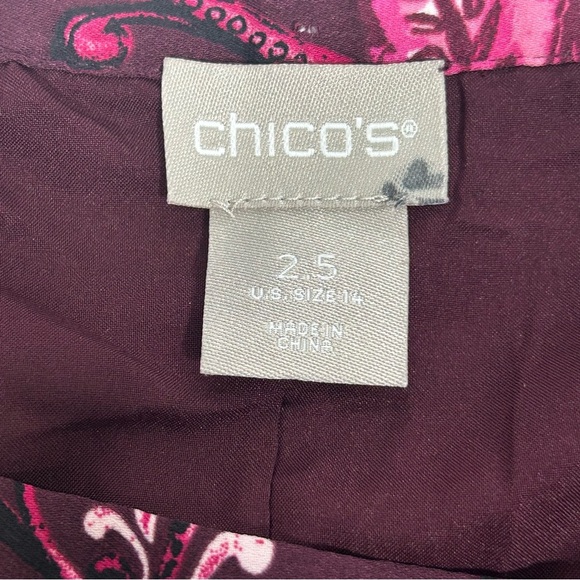 chico's®
2.5
U.S. SIZE 14
MADE IN
CHINA